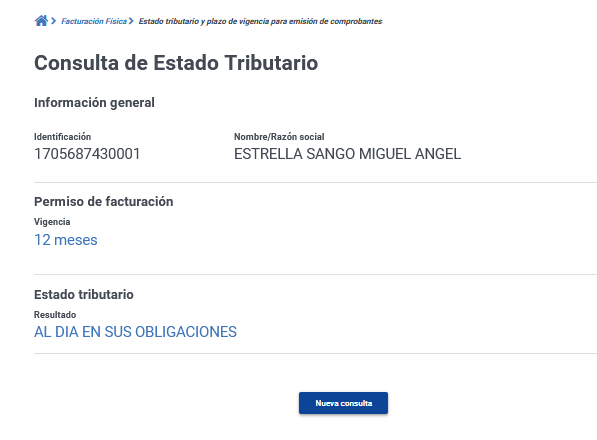 Facturación Física > Estado tributario y plazo de vigencia para emisión de comprobantes
Consulta de Estado Tributario
Información general
Identificación Nombre/Razón social
1705687430001 ESTRELLA SANGO MIGUEL ANGEL
Permiso de facturación
Vigencia
12 meses
Estado tributario
Resultado
AL DIA EN SUS OBLIGACIONES
Nueva consulta